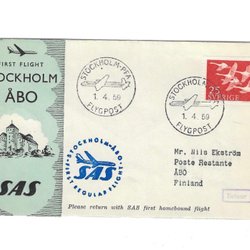 FIRST FLIGHT
STOCKHOLM
ÅBO
SAS
STOCKHOLM-
1. 4. 59
FLYGPOST
STOCKHOLM-
1. 4. 59
FLYGPOST
25
SVERIGE
STOCKHOLM-ÅBO
FIRST REGULAR FLIGHT
SAS
Mr. Nils Ekström
Poste Restante
ÅBO
Finland
Retour
Please return with SAS first homebound flight